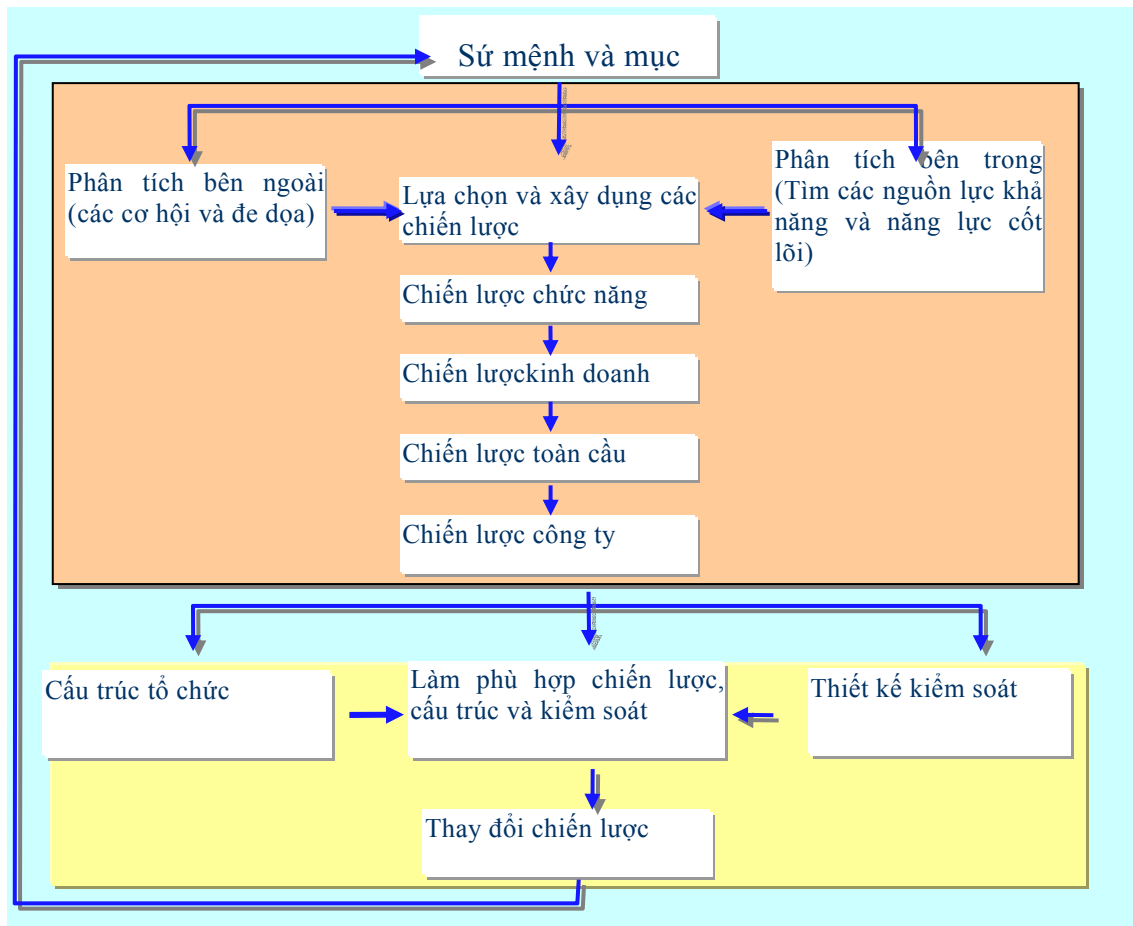 Sứ mệnh và mục
Phân tích bên ngoài
(các cơ hội và đe dọa)
Lựa chọn và xây dụng các
chiến lược
Phân tích bên trong
(Tìm các nguồn lực khả
năng và năng lực cốt
lõi)
Chiến lược chức năng
Chiến lượckinh doanh
Chiến lược toàn cầu
Chiến lược công ty
Cấu trúc tổ chức
Làm phù hợp chiến lược,
cấu trúc và kiểm soát
Thiết kế kiểm soát
Thay đổi chiến lược